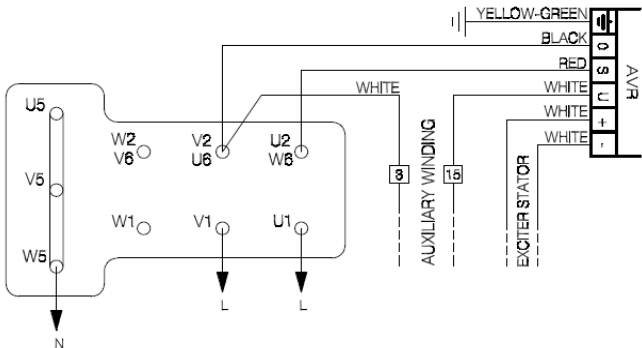 YELLOW-GREEN
BLACK
0
RED
S
AVR
WHITE
WHITE
U
WHITE
+
WHITE
-
U5
W2
V6
V2
U6
U2
W6
3
15
AUXILIARY WINDING
EXCITER STATOR
V5
W1
V1
U1
W5
L
L
N